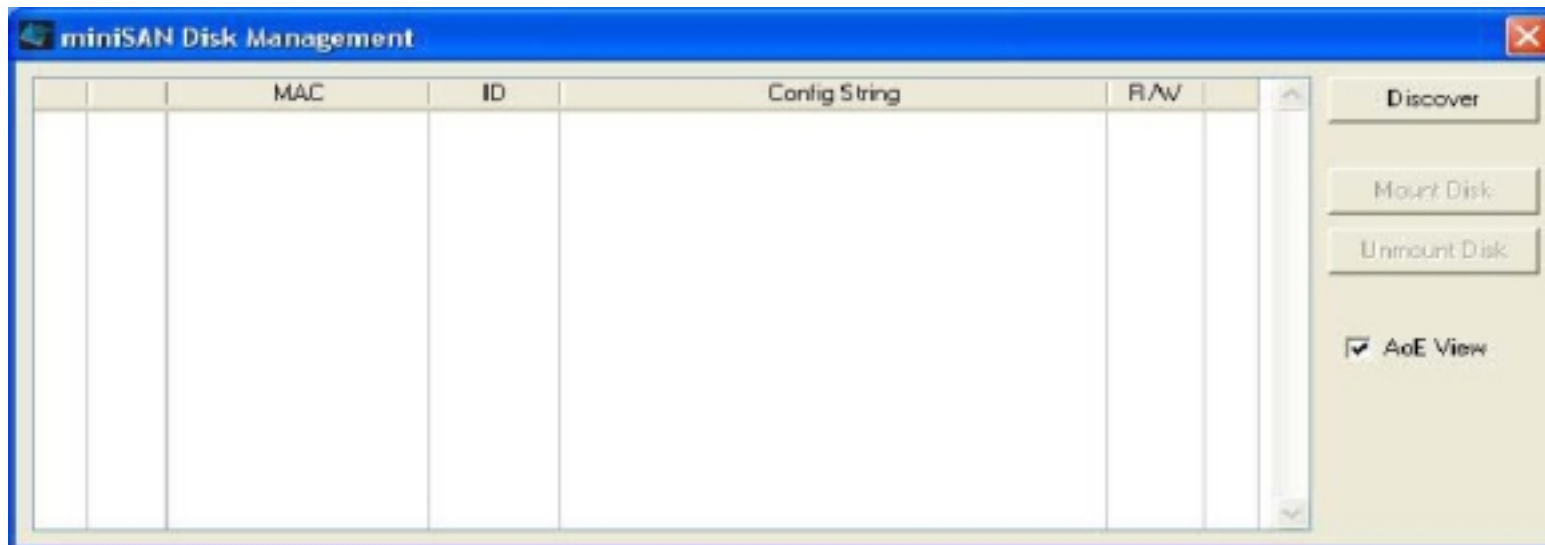 miniSAN Disk Management
MAC ID Config String R/W Discover
Mount Disk
Unmount Disk
AoE View